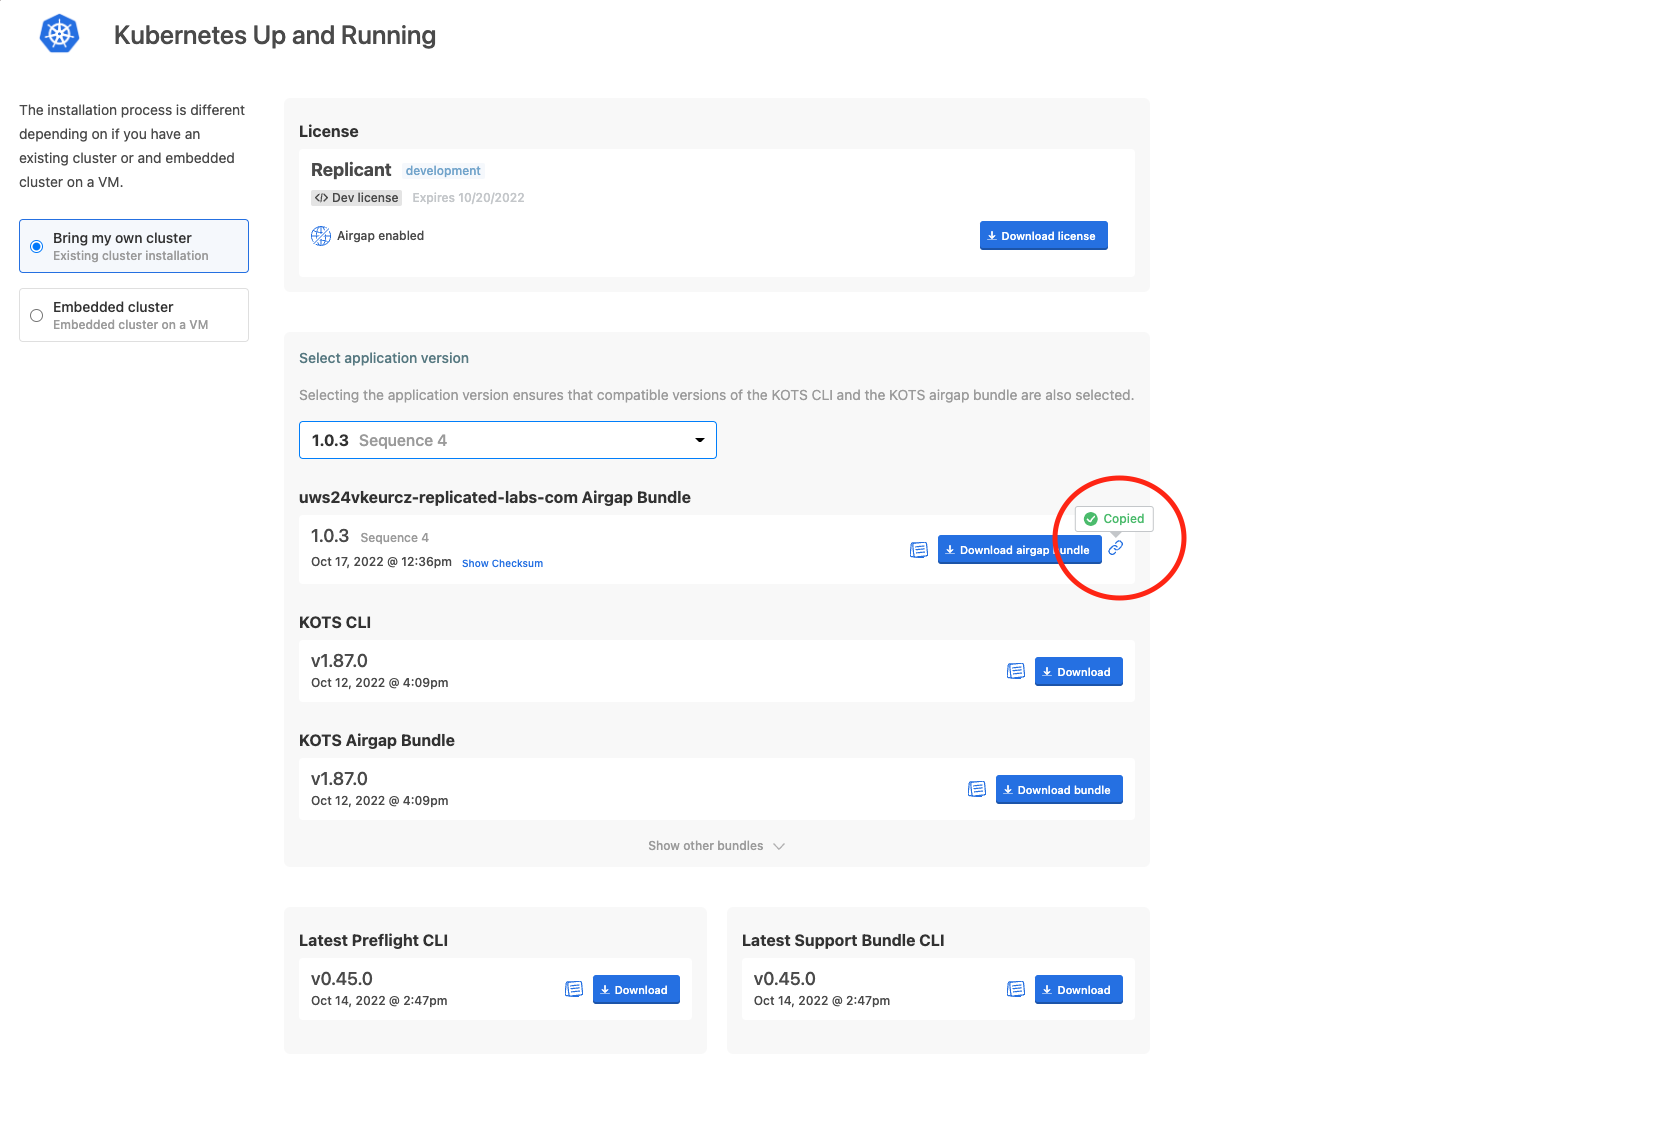 Kubernetes Up and Running
The installation process is different
depending on if you have an
existing cluster or and embedded
cluster on a VM.
Bring my own cluster
Existing cluster installation
Embedded cluster
Embedded cluster on a VM
License
Replicant development
</> Dev license Expires 10/20/2022
Airgap enabled
Download license
Select application version
Selecting the application version ensures that compatible versions of the KOTS CLI and the KOTS airgap bundle are also selected.
1.0.3 Sequence 4
uws24vkeurcz-replicated-labs-com Airgap Bundle
Copied
1.0.3 Sequence 4
Oct 17, 2022 @ 12:36pm Show Checksum
Download airgap bundle
KOTS CLI
v1.87.0
Oct 12, 2022 @ 4:09pm
Download
KOTS Airgap Bundle
v1.87.0
Oct 12, 2022 @ 4:09pm
Download bundle
Show other bundles
Latest Preflight CLI
v0.45.0
Oct 14, 2022 @ 2:47pm
Download
Latest Support Bundle CLI
v0.45.0
Oct 14, 2022 @ 2:47pm
Download